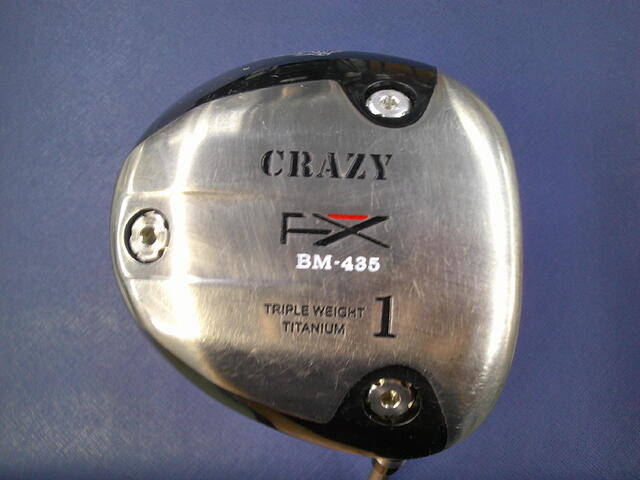 CRAZY
FX
BM-435
TRIPLE WEIGHT
TITANIUM
1